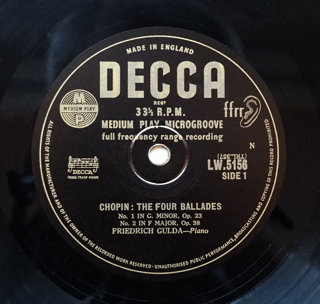 MADE IN ENGLAND
DECCA
REGD
33⅓ R.P.M.
ffrr
M
MEDIUM PLAY
P
MEDIUM PLAY MICROGROOVE
full frequency range recording
N
DECCA
LW.5156
SIDE 1
CHOPIN: THE FOUR BALLADES
No. 1 IN G. MINOR, Op. 23
No. 2 IN F MAJOR, Op. 38
FRIEDRICH GULDA—Piano
ALL RIGHTS OF THE MANUFACTURER AND OF THE OWNER OF THE RECORDED WORK RESERVED · UNAUTHORISED PUBLIC PERFORMANCE, BROADCASTING AND COPYING OF THIS RECORD PROHIBITED